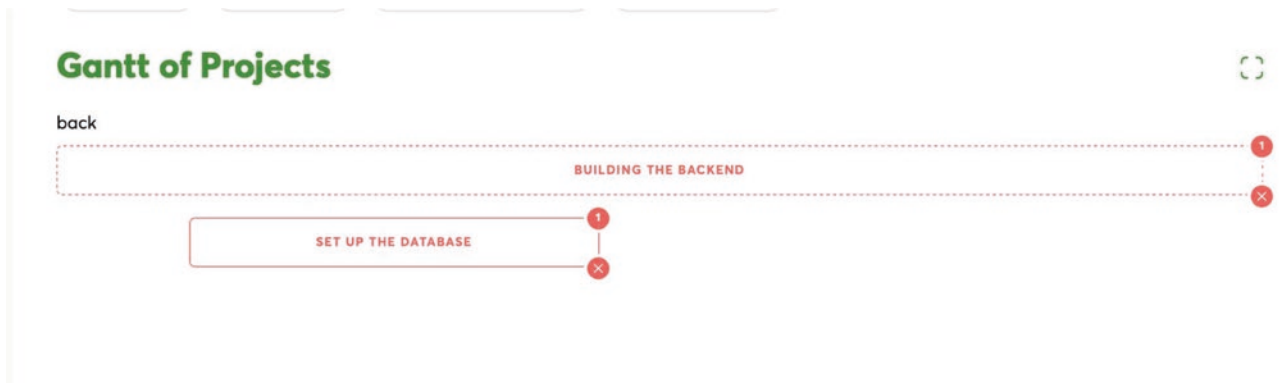 Gantt of Projects
back
1
BUILDING THE BACKEND
1
SET UP THE DATABASE